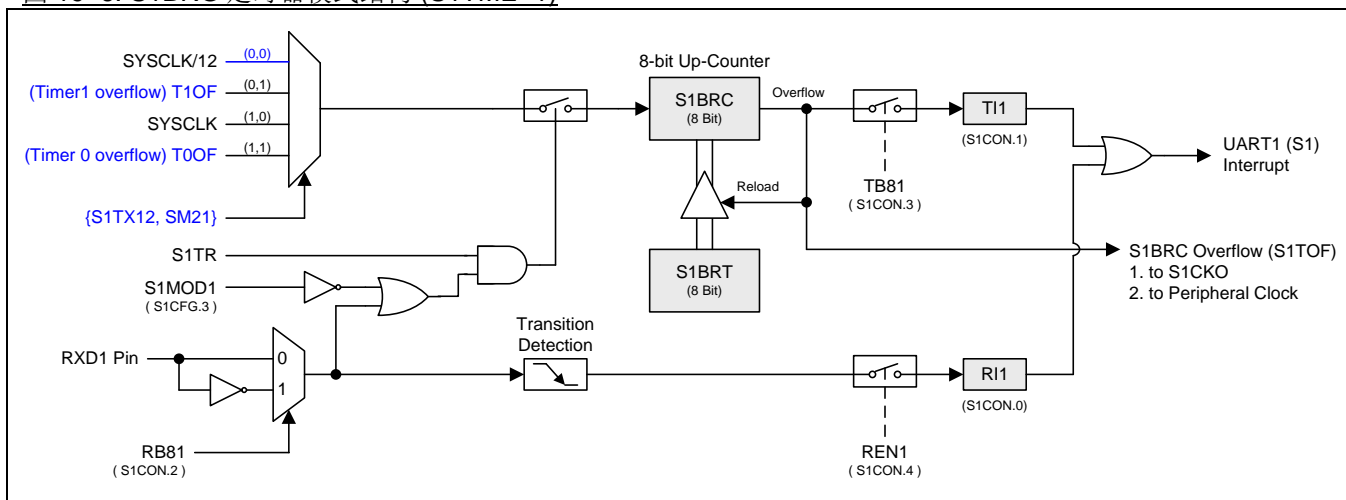 SYSCLK/12
(0,0)
(Timer1 overflow) T1OF
(0,1)
SYSCLK
(1,0)
(Timer 0 overflow) T0OF
(1,1)
{S1TX12, SM21}
S1TR
S1MOD1
( S1CFG.3 )
RXD1 Pin
0
1
RB81
( S1CON.2 )
Transition
Detection
8-bit Up-Counter
S1BRC
(8 Bit)
Overflow
Reload
S1BRT
(8 Bit)
TB81
( S1CON.3 )
TI1
(S1CON.1)
UART1 (S1)
Interrupt
S1BRC Overflow (S1TOF)
1. to S1CKO
2. to Peripheral Clock
RI1
(S1CON.0)
REN1
( S1CON.4 )